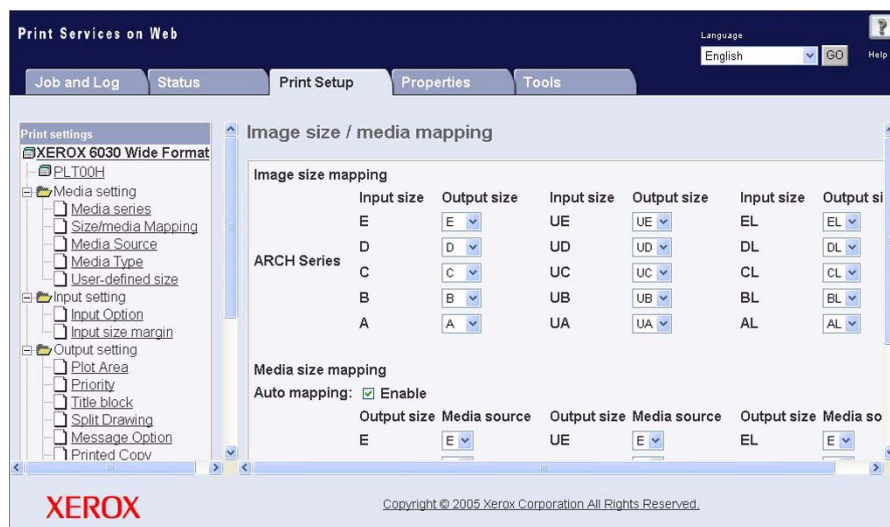 Print Services on Web
Language
English
GO
Help
?
Job and Log
Status
Print Setup
Properties
Tools
Print settings
XEROX 6030 Wide Format
PLT00H
Media setting
Media series
Size/media Mapping
Media Source
Media Type
User-defined size
Input setting
Input Option
Input size margin
Output setting
Plot Area
Priority
Title block
Split Drawing
Message Option
Printed Copy
Image size / media mapping
Image size mapping
Input size Output size Input size Output size Input size Output si
E E UE UE EL EL
D D UD UD DL DL
ARCH Series
C C UC UC CL CL
B B UB UB BL BL
A A UA UA AL AL
Media size mapping
Auto mapping: Enable
Output size Media source Output size Media source Output size Media so
E E UE E EL E
XEROX
Copyright © 2005 Xerox Corporation All Rights Reserved.